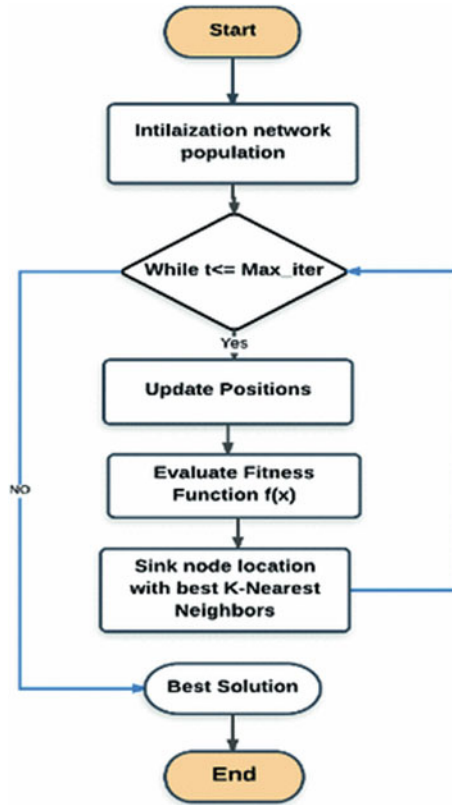 Start
Intilaization network
population
While t<= Max_iter
Yes
Update Positions
Evaluate Fitness
Function f(x)
NO
Sink node location
with best K-Nearest
Neighbors
Best Solution
End